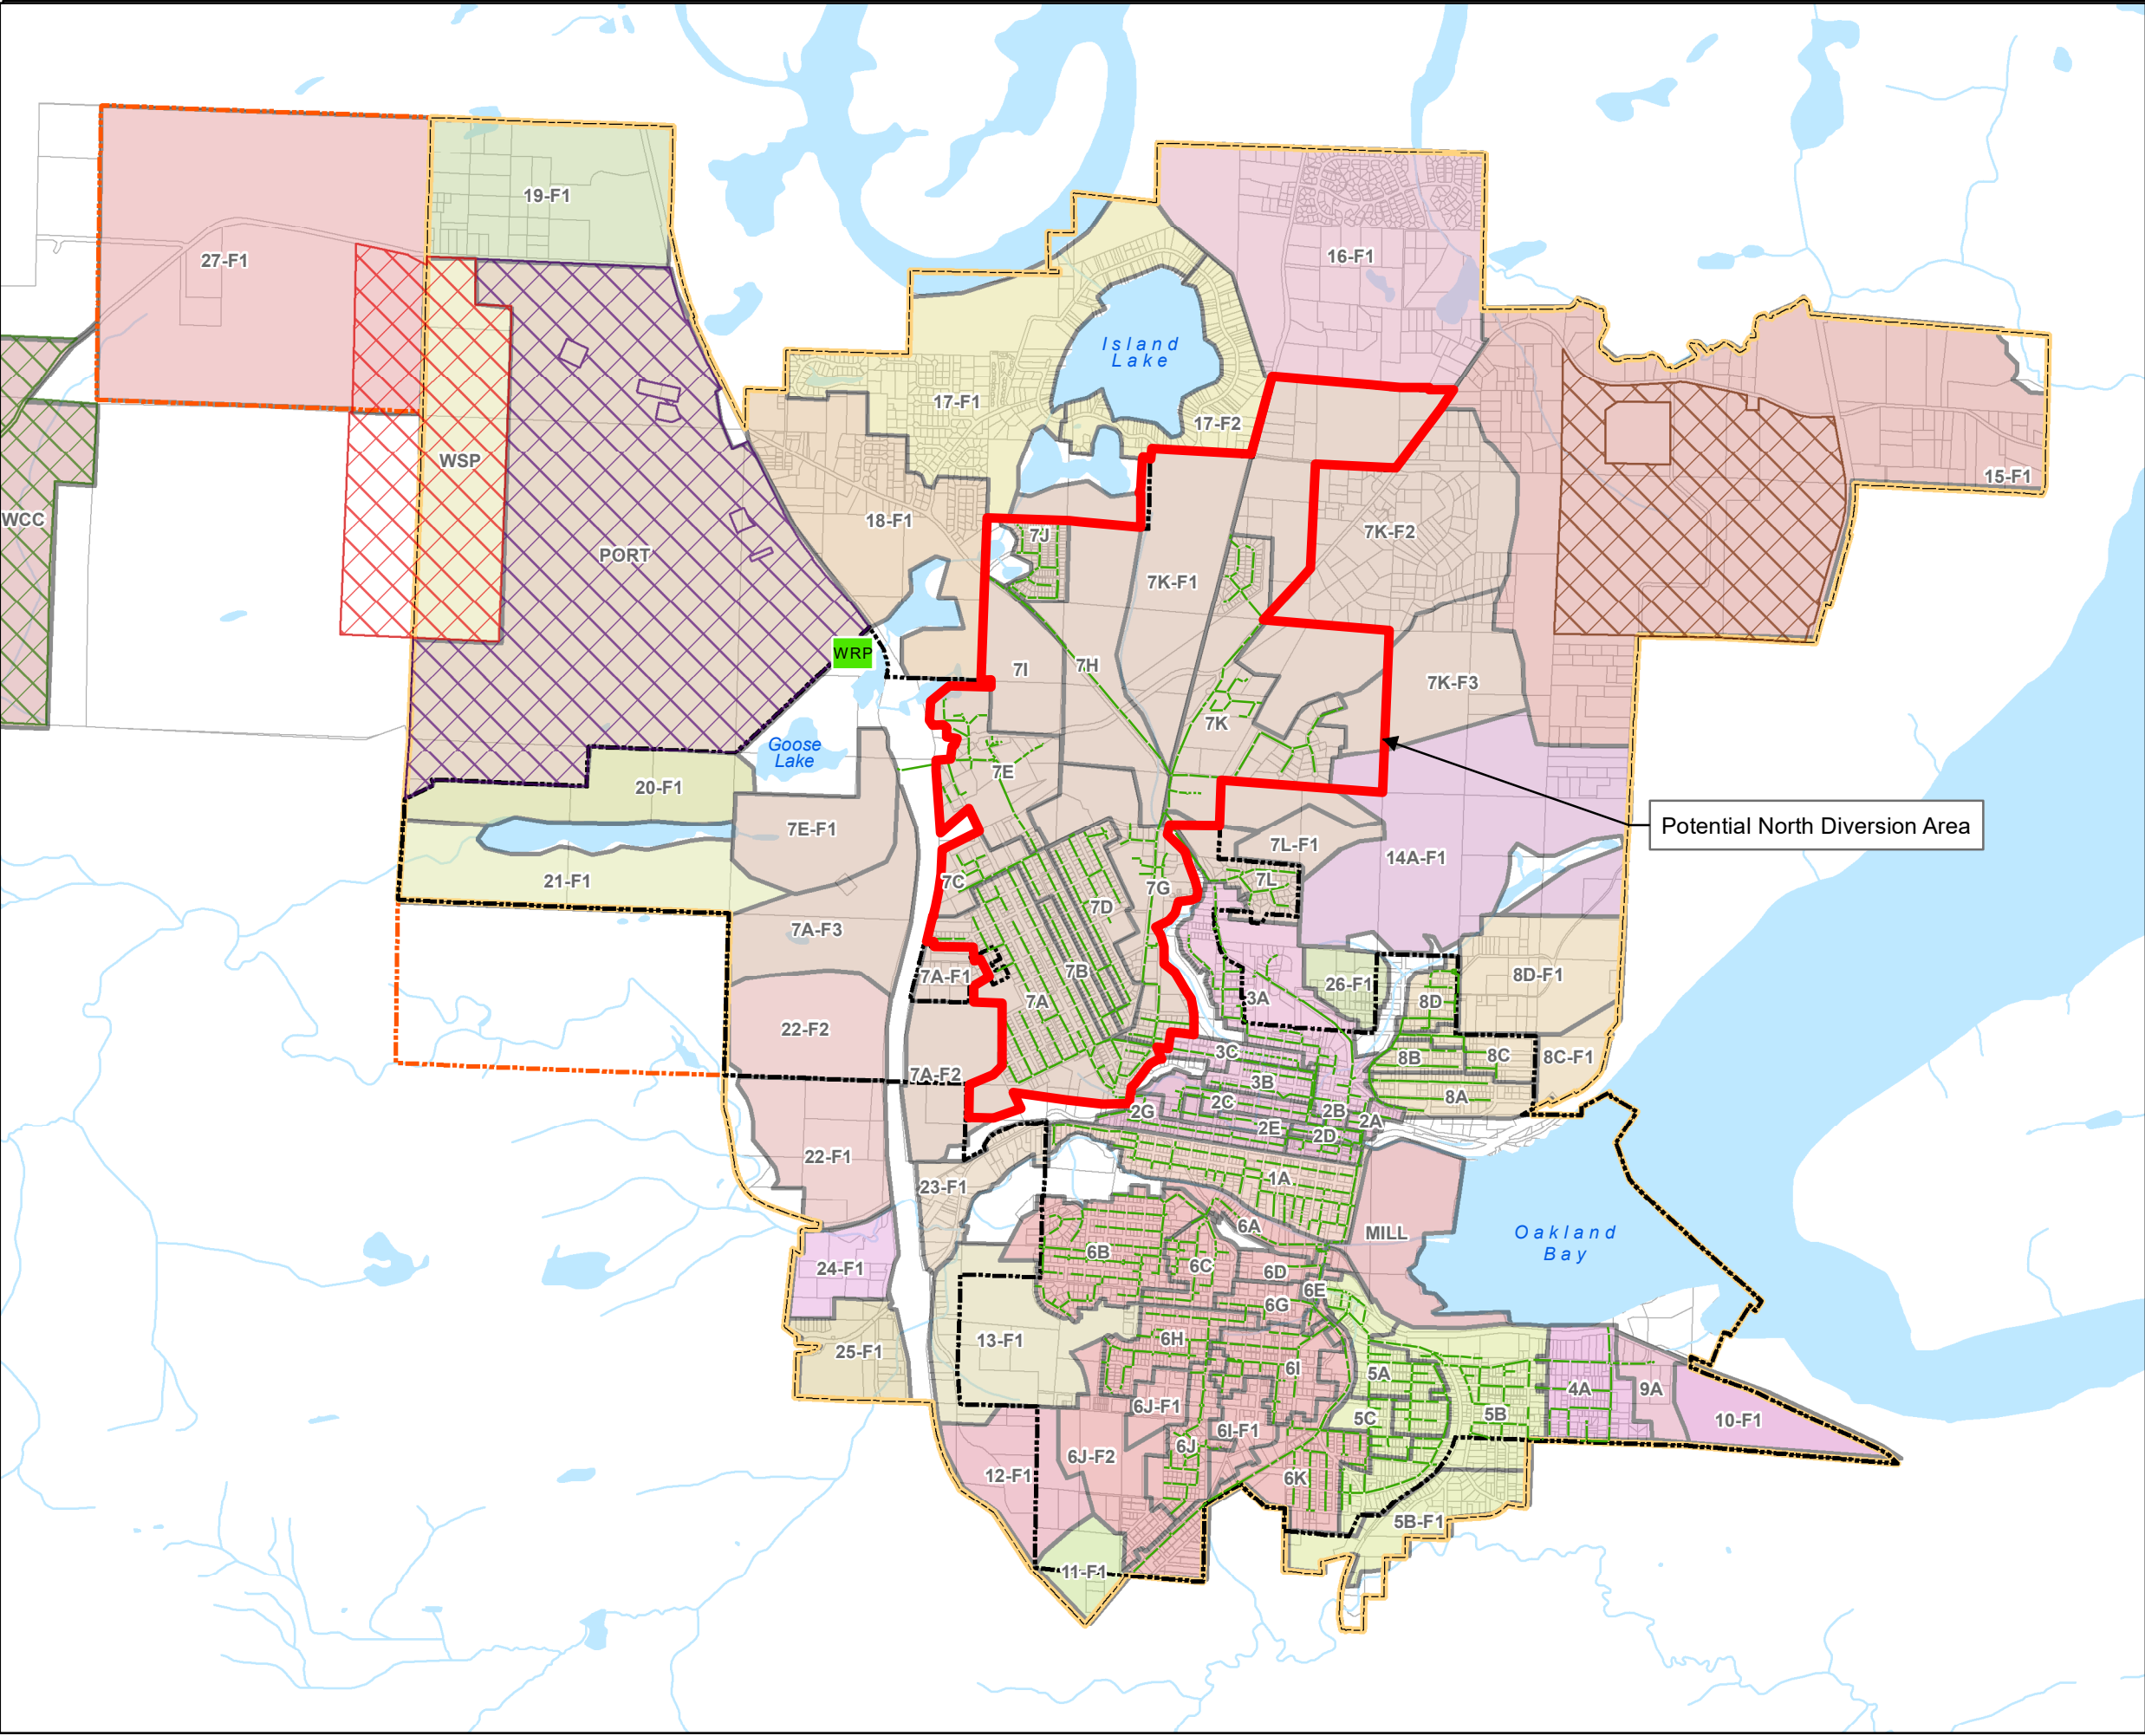 19-F1
16-F1
27-F1
Island
Lake
17-F1
17-F2
WSP
15-F1
WCC
18-F1
7J
7K-F2
PORT
7K-F1
WRP
7I
7H
7K-F3
7K
Goose
Lake
7E
20-F1
Potential North Diversion Area
7E-F1
7L-F1
14A-F1
21-F1
7C
7G
7L
7D
7A-F3
7B
7A-F1
26-F1
8D-F1
3A
7A
8D
22-F2
3C
8B
8C
8C-F1
7A-F2
3B
8A
2C
2G
2B
2A
2E
2D
22-F1
1A
23-F1
6A
MILL
Oakland
Bay
6B
6C
24-F1
6D
6E
6G
13-F1
6H
25-F1
6I
5A
4A
9A
6J-F1
5C
5B
10-F1
6I-F1
6J
6J-F2
12-F1
6K
5B-F1
11-F1